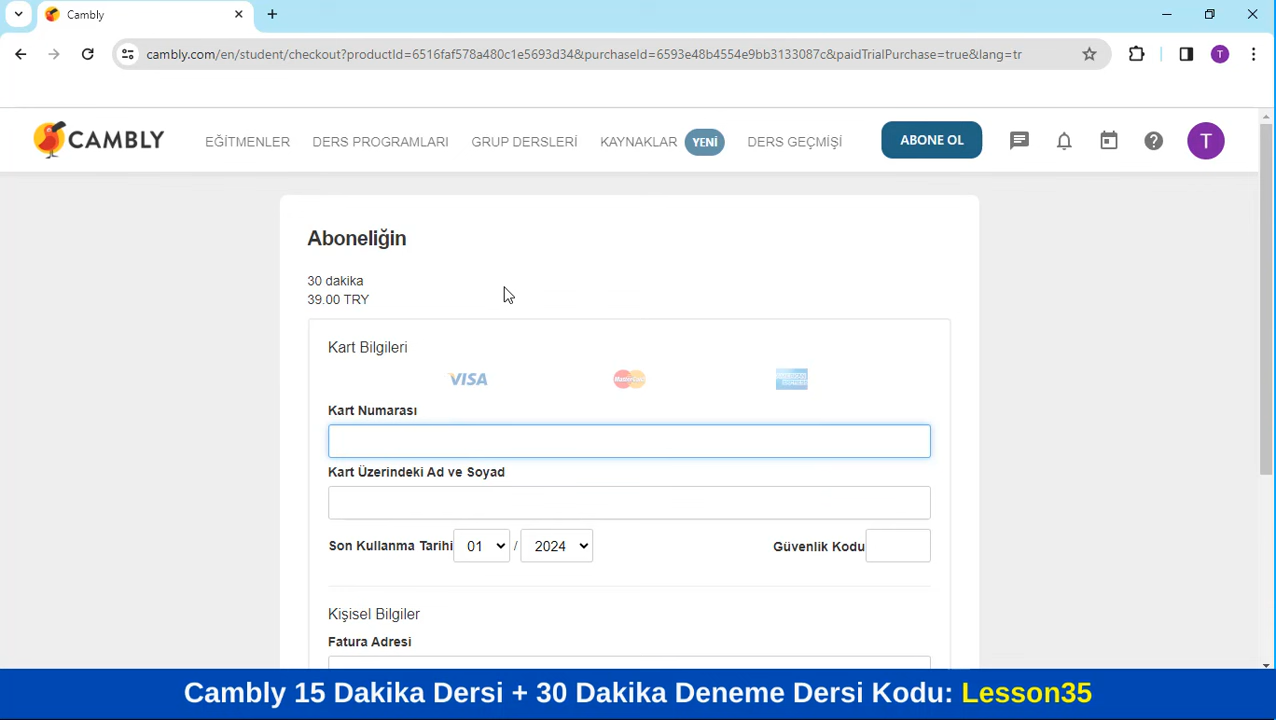 Cambly
cambly.com/en/student/checkout?productId=6516faf578a480c1e5693d34&purchaseId=6593e48b4554e9bb3133087c&paidTrialPurchase=true&lang=tr
T
CAMBLY
EĞİTMENLER
DERS PROGRAMLARI
GRUP DERSLERİ
KAYNAKLAR
YENİ
DERS GEÇMİŞİ
ABONE OL
T
Aboneliğin
30 dakika
39.00 TRY
Kart Bilgileri
VISA
MasterCard
AMERICAN EXPRESS
Kart Numarası
Kart Üzerindeki Ad ve Soyad
Son Kullanma Tarihi 01 / 2024
Güvenlik Kodu
Kişisel Bilgiler
Fatura Adresi
Cambly 15 Dakika Dersi + 30 Dakika Deneme Dersi Kodu: Lesson35